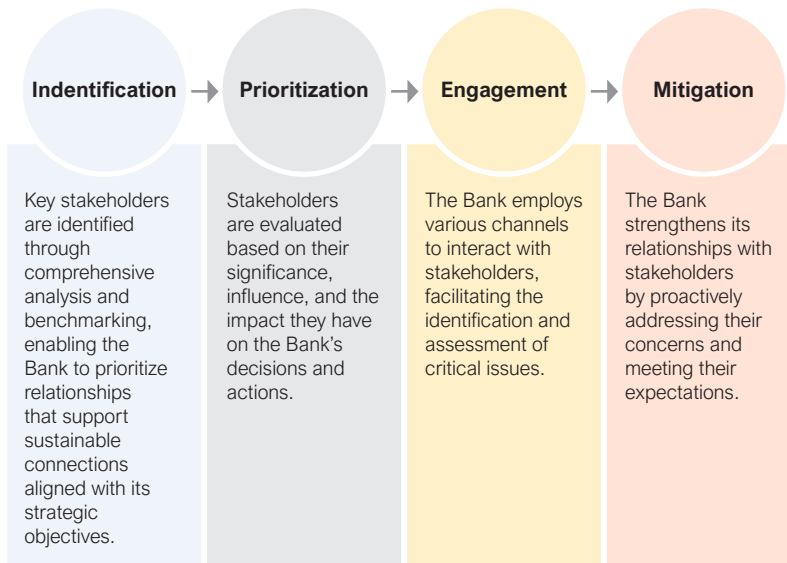 Indentification
Prioritization
Engagement
Mitigation
Key stakeholders
are identified
through
comprehensive
analysis and
benchmarking,
enabling the
Bank to prioritize
relationships
that support
sustainable
connections
aligned with its
strategic
objectives.
Stakeholders
are evaluated
based on their
significance,
influence, and the
impact they have
on the Bank’s
decisions and
actions.
The Bank employs
various channels
to interact with
stakeholders,
facilitating the
identification and
assessment of
critical issues.
The Bank
strengthens its
relationships with
stakeholders
by proactively
addressing their
concerns and
meeting their
expectations.